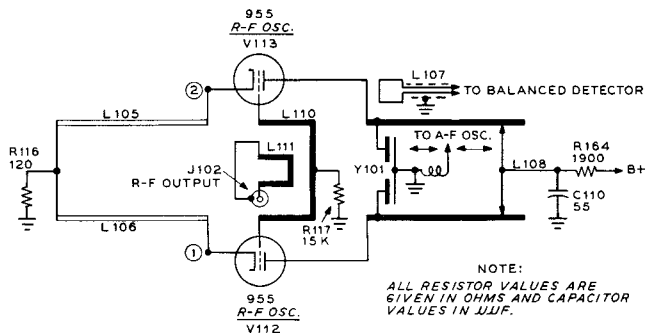 955
R-F OSC.
V113
2
L105
L110
L107
TO BALANCED DETECTOR
R116
120
L111
J102
R-F OUTPUT
TO A-F OSC.
Y101
L108
R164
1900
B+
C110
55
R117
15 K
L106
1
955
R-F OSC.
V112
NOTE:
ALL RESISTOR VALUES ARE
GIVEN IN OHMS AND CAPACITOR
VALUES IN UUF.